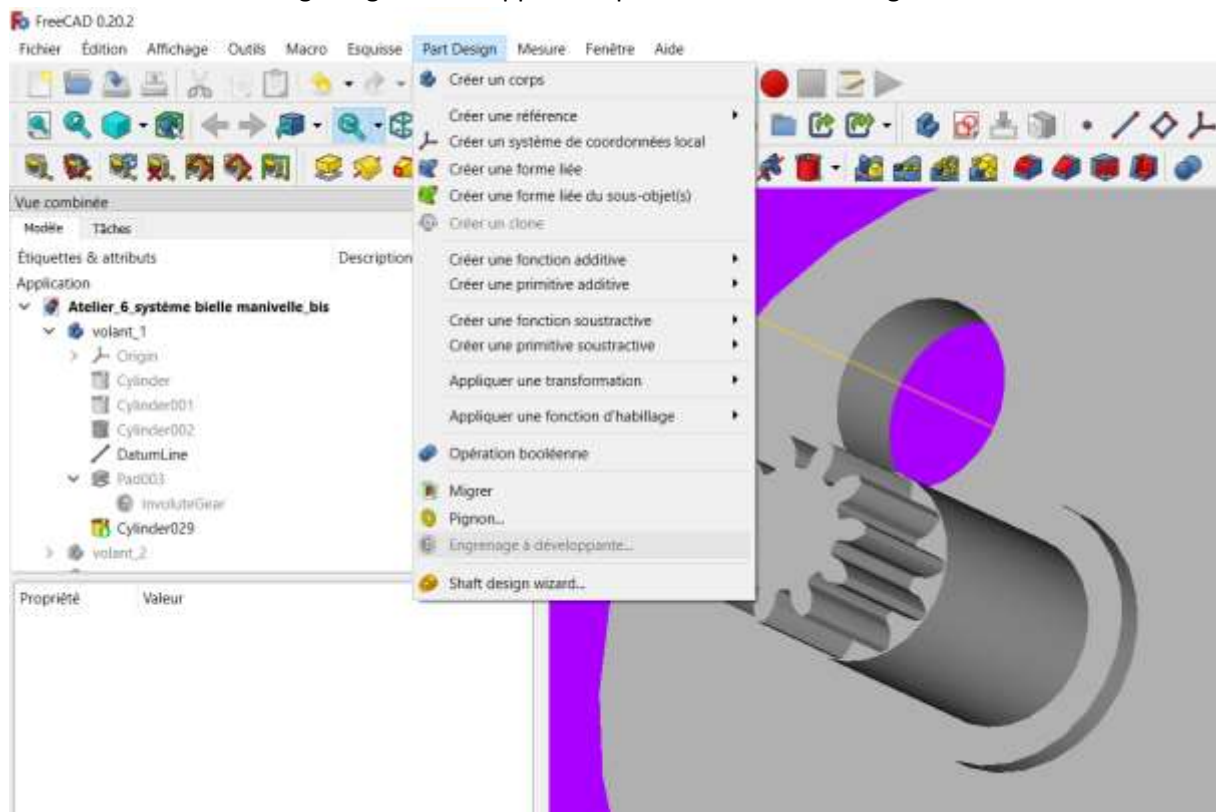 FreeCAD 0.20.2
Fichier Édition Affichage Outils Macro Esquisse Part Design Mesure Fenêtre Aide
Créer un corps
Créer une référence
Créer un système de coordonnées local
Créer une forme liée
Créer une forme liée du sous-objet(s)
Créer un clone
Créer une fonction additive
Créer une primitive additive
Créer une fonction soustractive
Créer une primitive soustractive
Appliquer une transformation
Appliquer une fonction d'habillage
Opération booléenne
Migrer
Pignon...
Engrenage à développante...
Shaft design wizard...
Vue combinée
Modèle Tâches
Étiquettes & attributs Description
Application
Atelier_6_système bielle manivelle_bis
volant_1
Origin
Cylinder
Cylinder001
Cylinder002
DatumLine
Pad003
InvoluteGear
Cylinder029
volant_2
Propriété Valeur